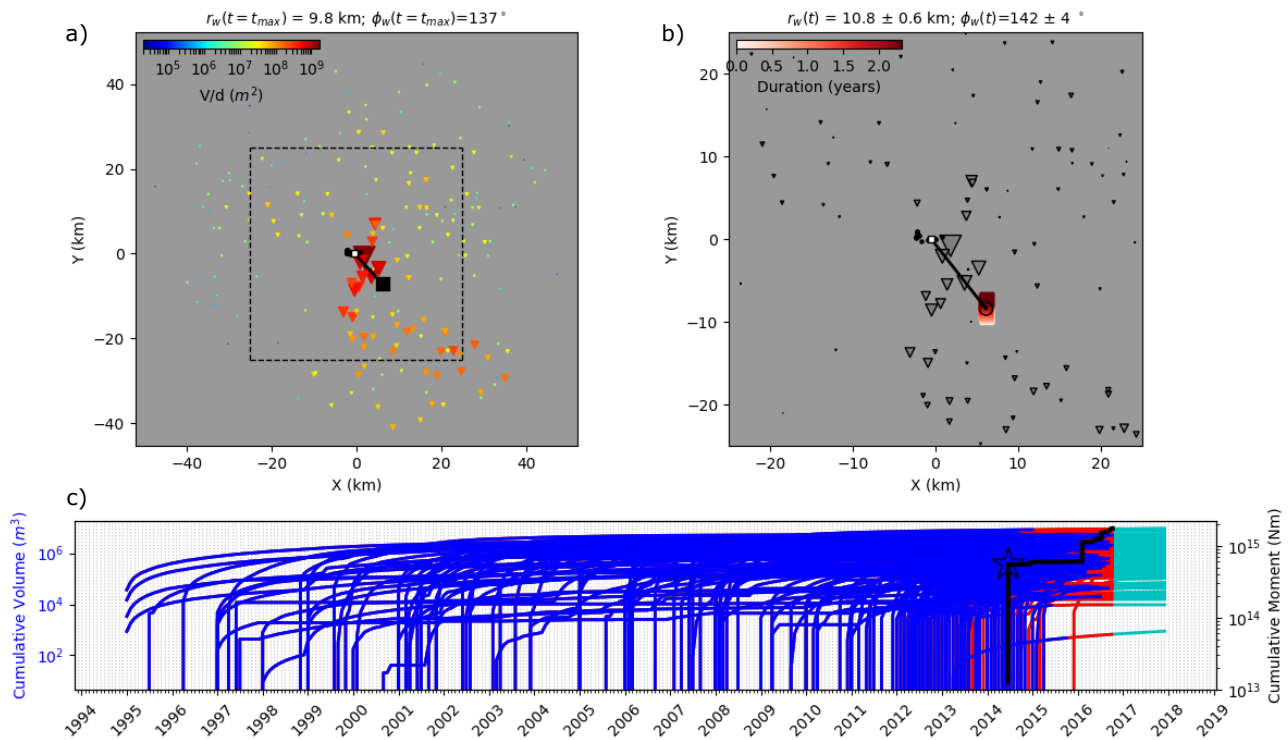 a)
r_w(t = t_max) = 9.8 km; ϕ_w(t = t_max)=137°
10^5 10^6 10^7 10^8 10^9
V/d (m^2)
40
20
0
−20
−40
Y (km)
−40 −20 0 20 40
X (km)
b)
r_w(t) = 10.8 ± 0.6 km; ϕ_w(t)=142 ± 4 °
0.0 0.5 1.0 1.5 2.0
Duration (years)
20
10
0
−10
−20
Y (km)
−20 −10 0 10 20
X (km)
c)
Cumulative Volume (m^3)
10^6
10^4
10^2
10^15
10^14
10^13
Cumulative Moment (Nm)
1994 1995 1996 1997 1998 1999 2000 2001 2002 2003 2004 2005 2006 2007 2008 2009 2010 2011 2012 2013 2014 2015 2016 2017 2018 2019